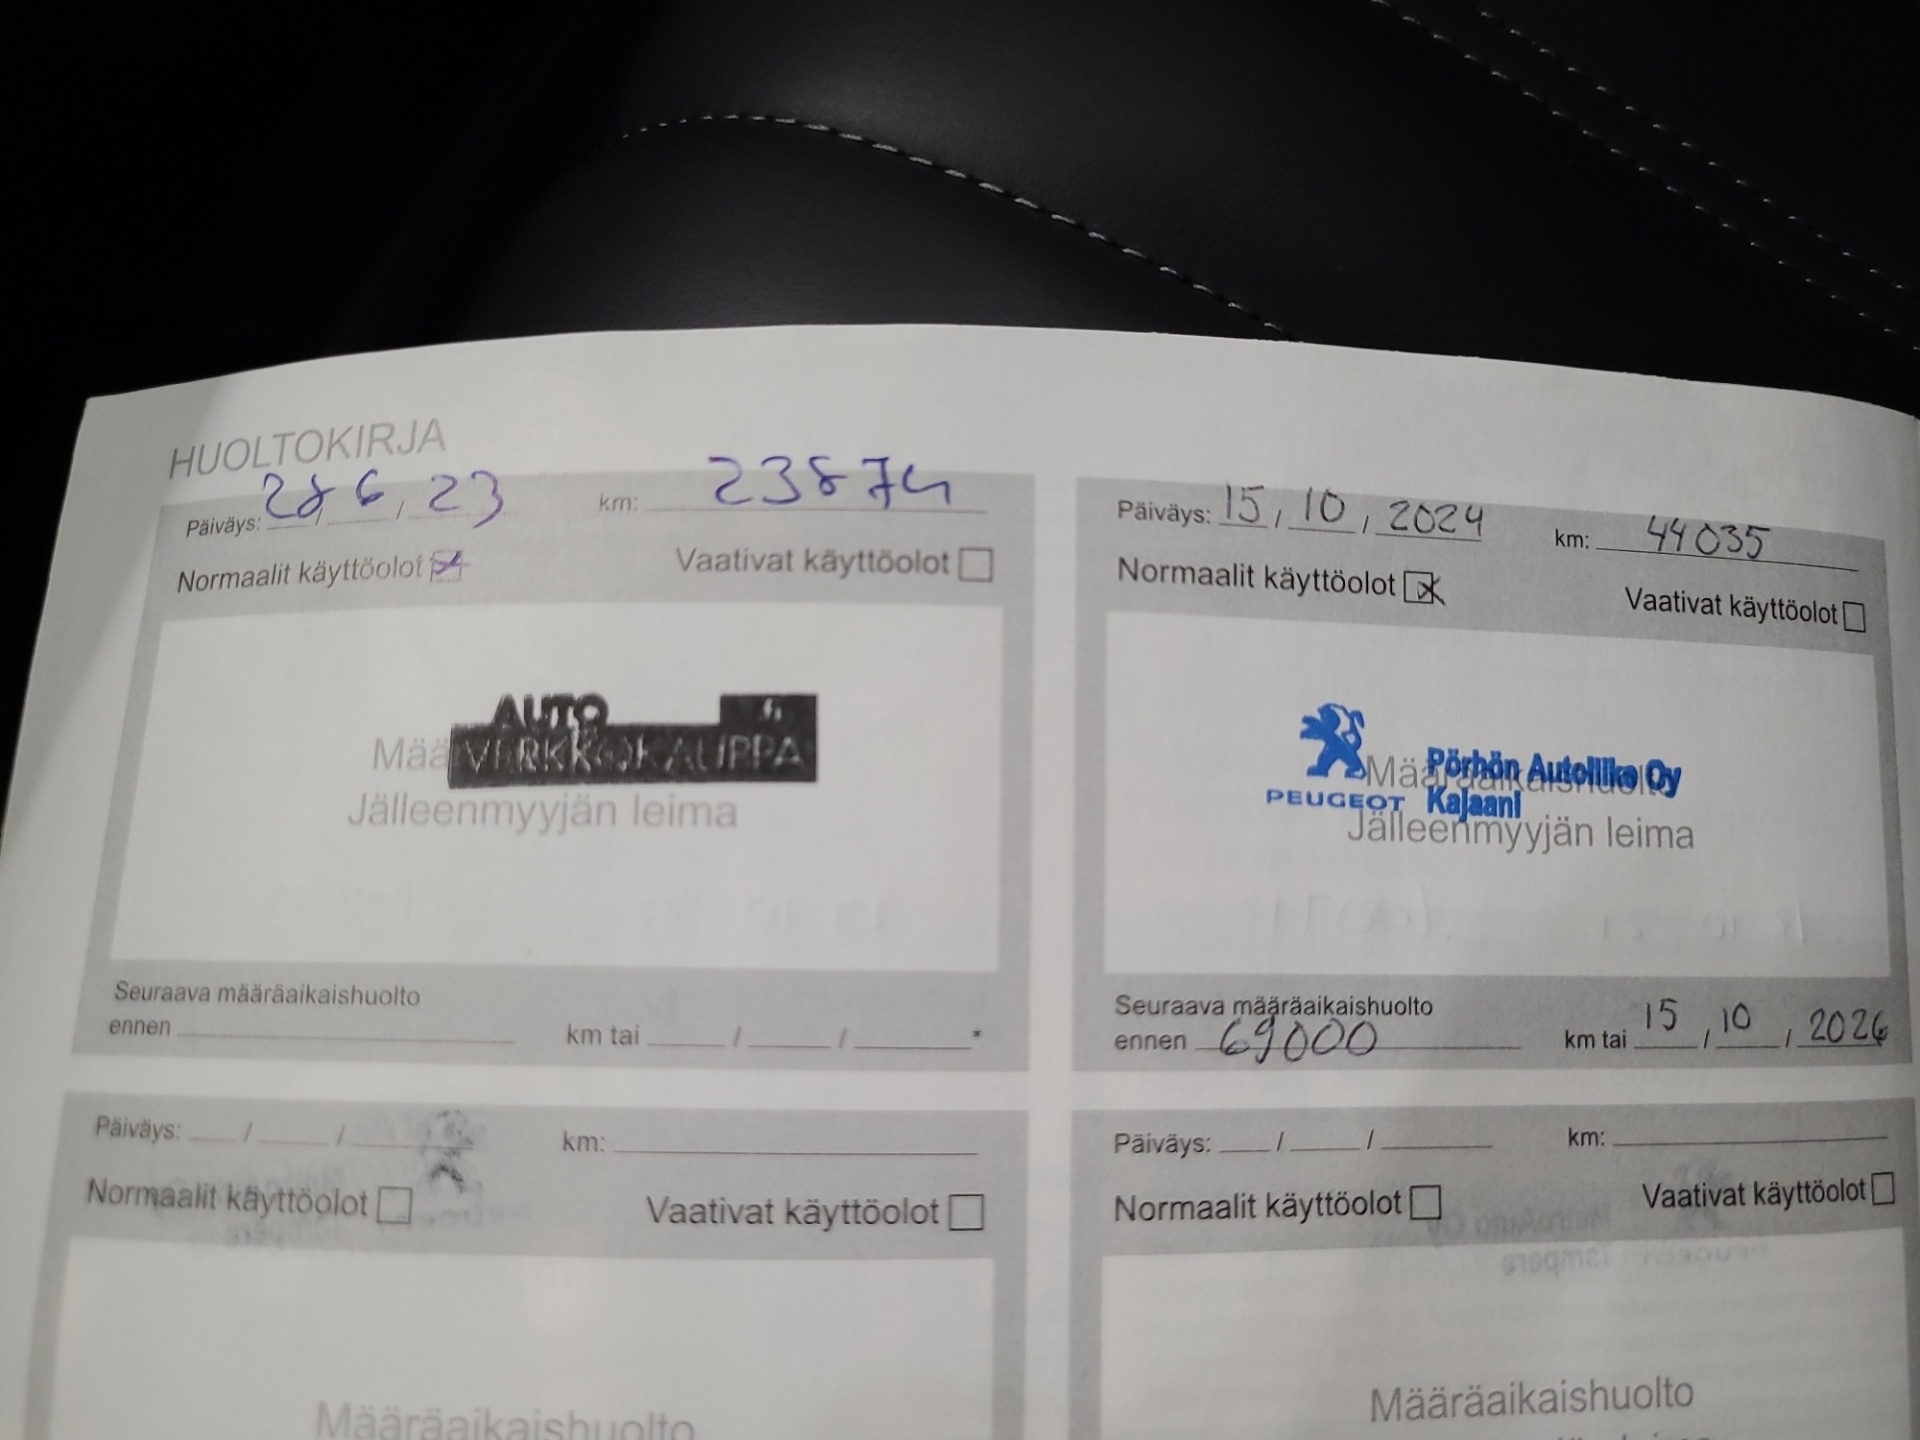 HUOLTOKIRJA
Päiväys: 28 / 6 / 23 km: 23874
Normaalit käyttöolot Vaativat käyttöolot
AUTO .fi
VERKKOKAUPPA
Jälleenmyyjän leima
Seuraava määräaikaishuolto
ennen km tai / / *
Päiväys: 15 / 10 / 2024 km: 44035
Normaalit käyttöolot Vaativat käyttöolot
Määräaikaishuolto
Pörhön Autoliike Oy
PEUGEOT Kajaani
Jälleenmyyjän leima
Seuraava määräaikaishuolto
ennen 69000 km tai 15 / 10 / 2026
Päiväys: / / km:
Normaalit käyttöolot Vaativat käyttöolot
Määräaikaishuolto
Päiväys: / / km:
Normaalit käyttöolot Vaativat käyttöolot
Määräaikaishuolto